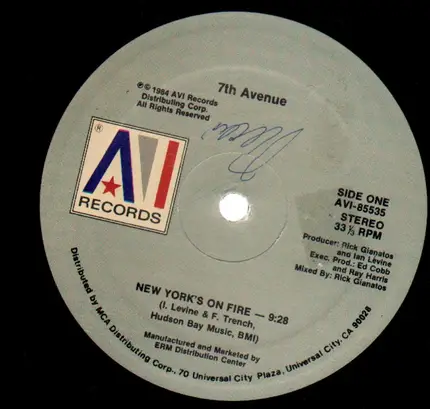 7th Avenue
℗ © 1984 AVI Records
Distributing Corp.
All Rights Reserved
®
AVI
RECORDS
SIDE ONE
AVI-85535
STEREO
33⅓ RPM
Producer: Rick Gianatos
and Ian Levine
Exec. Prod.: Ed Cobb
and Ray Harris
Mixed By: Rick Gianatos
NEW YORK'S ON FIRE — 9:28
(I. Levine & F. Trench,
Hudson Bay Music, BMI)
Manufactured and Marketed by
ERM Distribution Center
Distributed by MCA Distributing Corp., 70 Universal City Plaza, Universal City, CA 90028